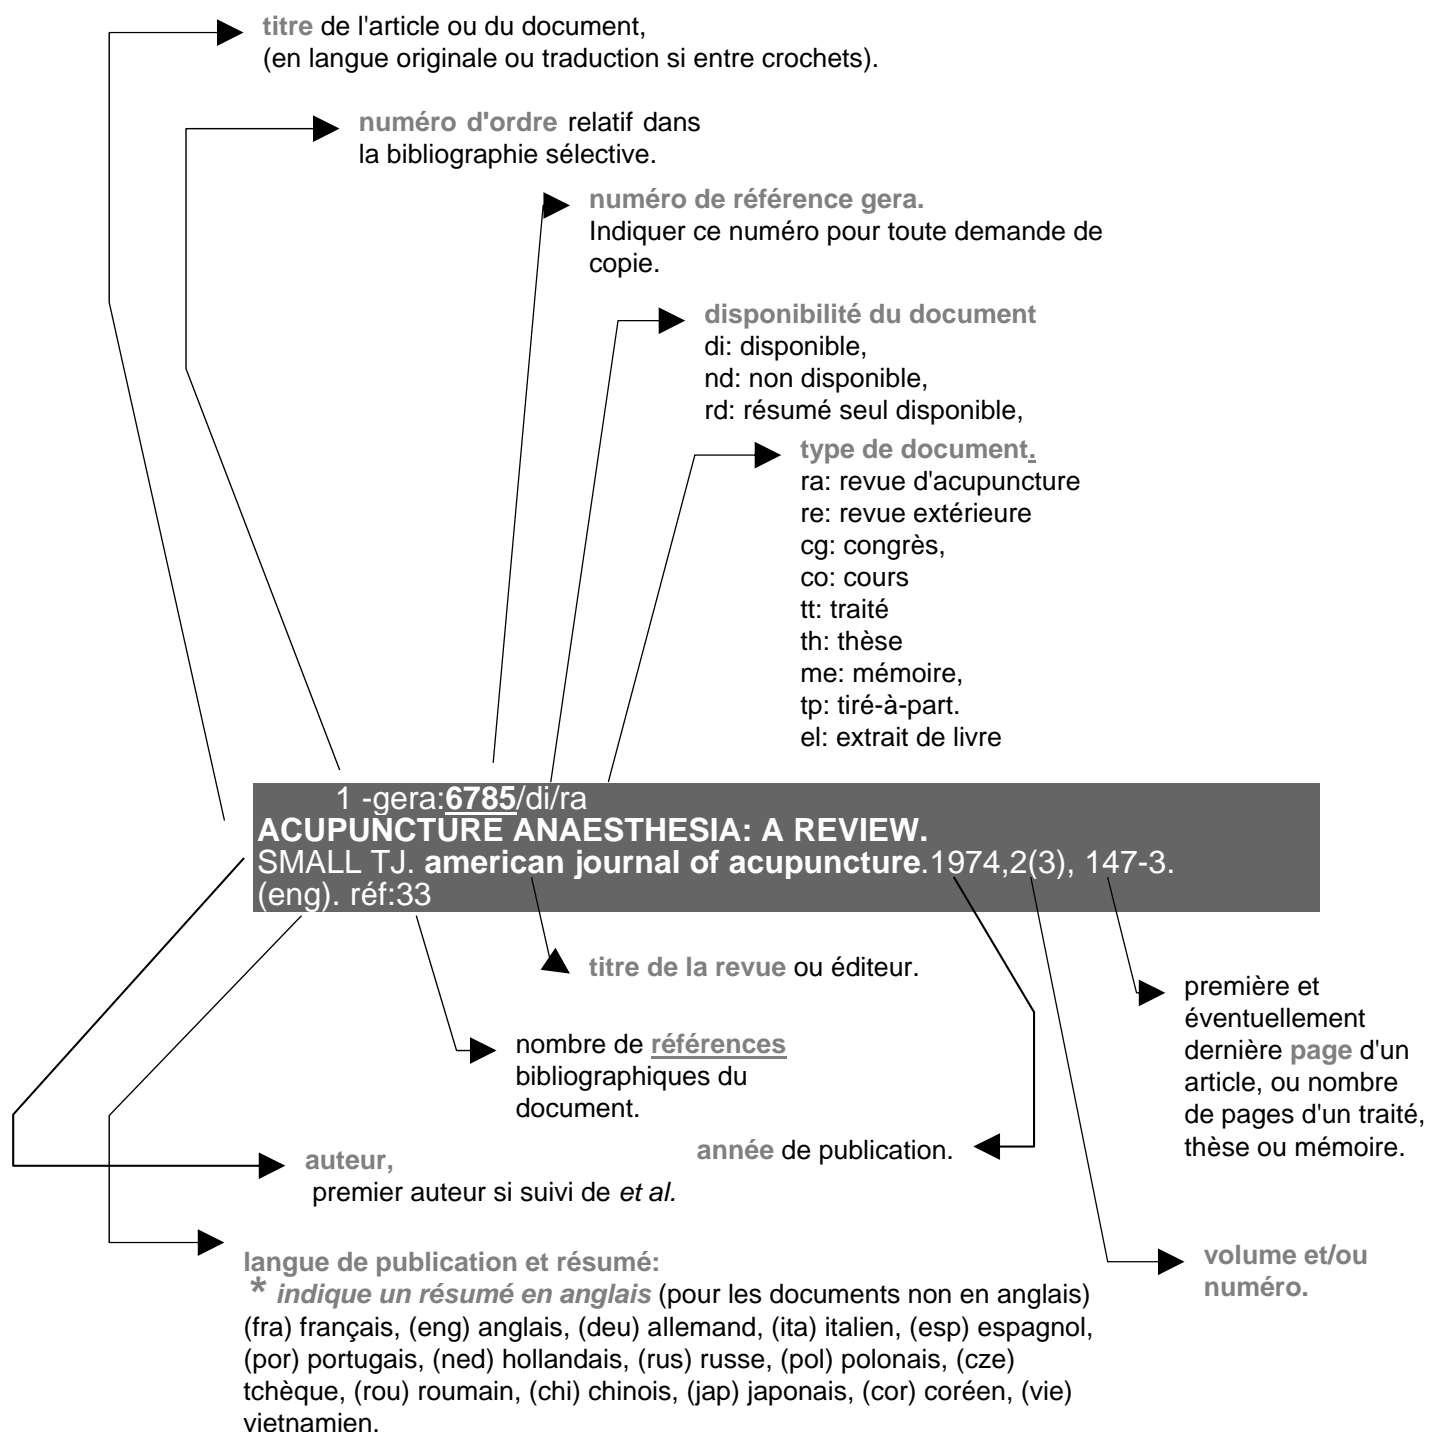 titre de l'article ou du document,
(en langue originale ou traduction si entre crochets).
numéro d'ordre relatif dans
la bibliographie sélective.
numéro de référence gera.
Indiquer ce numéro pour toute demande de
copie.
disponibilité du document
di: disponible,
nd: non disponible,
rd: résumé seul disponible,
type de document.
ra: revue d'acupuncture
re: revue extérieure
cg: congrès,
co: cours
tt: traité
th: thèse
me: mémoire,
tp: tiré-à-part.
el: extrait de livre
1 -gera:6785/di/ra
ACUPUNCTURE ANAESTHESIA: A REVIEW.
SMALL TJ. american journal of acupuncture.1974,2(3), 147-3.
(eng). réf:33
titre de la revue ou éditeur.
première et
éventuellement
dernière page d'un
article, ou nombre
de pages d'un traité,
thèse ou mémoire.
nombre de références
bibliographiques du
document.
année de publication.
auteur,
premier auteur si suivi de et al.
volume et/ou
numéro.
langue de publication et résumé:
* indique un résumé en anglais (pour les documents non en anglais)
(fra) français, (eng) anglais, (deu) allemand, (ita) italien, (esp) espagnol,
(por) portugais, (ned) hollandais, (rus) russe, (pol) polonais, (cze)
tchèque, (rou) roumain, (chi) chinois, (jap) japonais, (cor) coréen, (vie)
vietnamien.